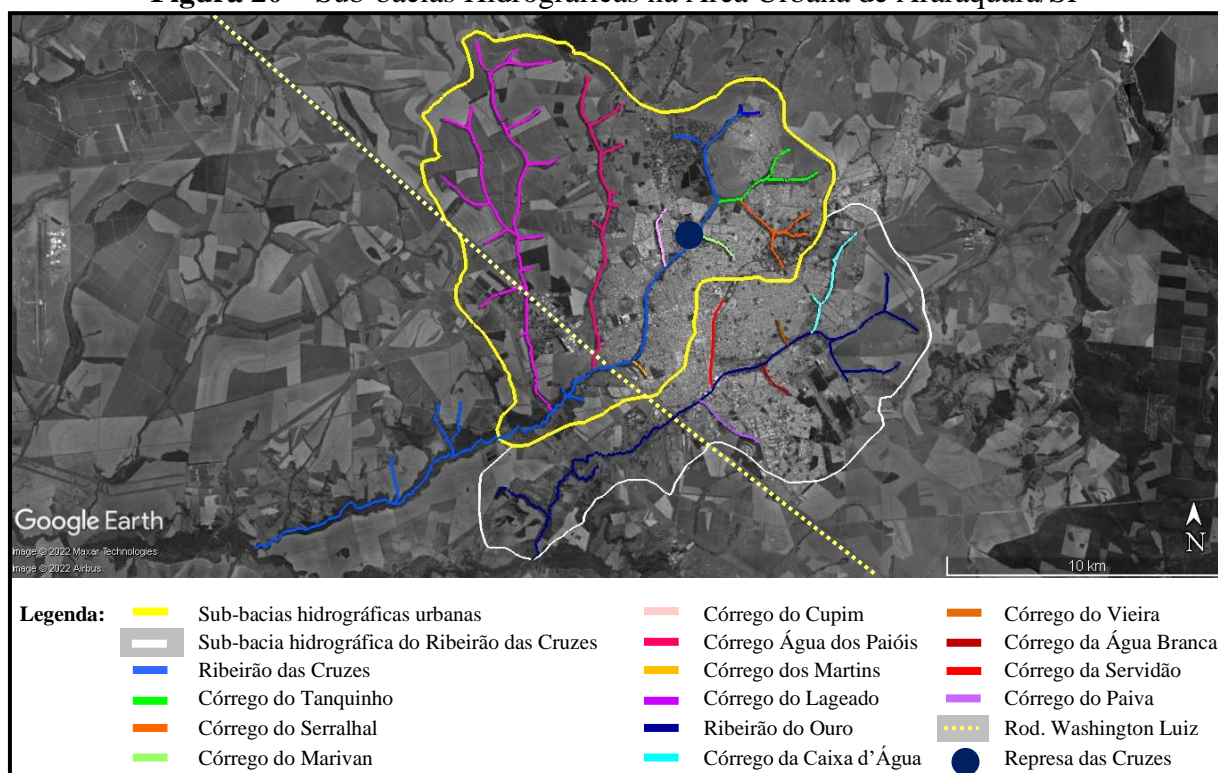 Figura 20 – Sub-bacias Hidrográficas na Área Urbana de Araraquara/SP
Google Earth
Image © 2022 Maxar Technologies
Image © 2022 Airbus
N
10 km
Legenda:
Sub-bacias hidrográficas urbanas
Sub-bacia hidrográfica do Ribeirão das Cruzes
Ribeirão das Cruzes
Córrego do Tanquinho
Córrego do Serralhal
Córrego do Marivan
Córrego do Cupim
Córrego Água dos Paióis
Córrego dos Martins
Córrego do Lageado
Ribeirão do Ouro
Córrego da Caixa d’Água
Córrego do Vieira
Córrego da Água Branca
Córrego da Servidão
Córrego do Paiva
Rod. Washington Luiz
Represa das Cruzes